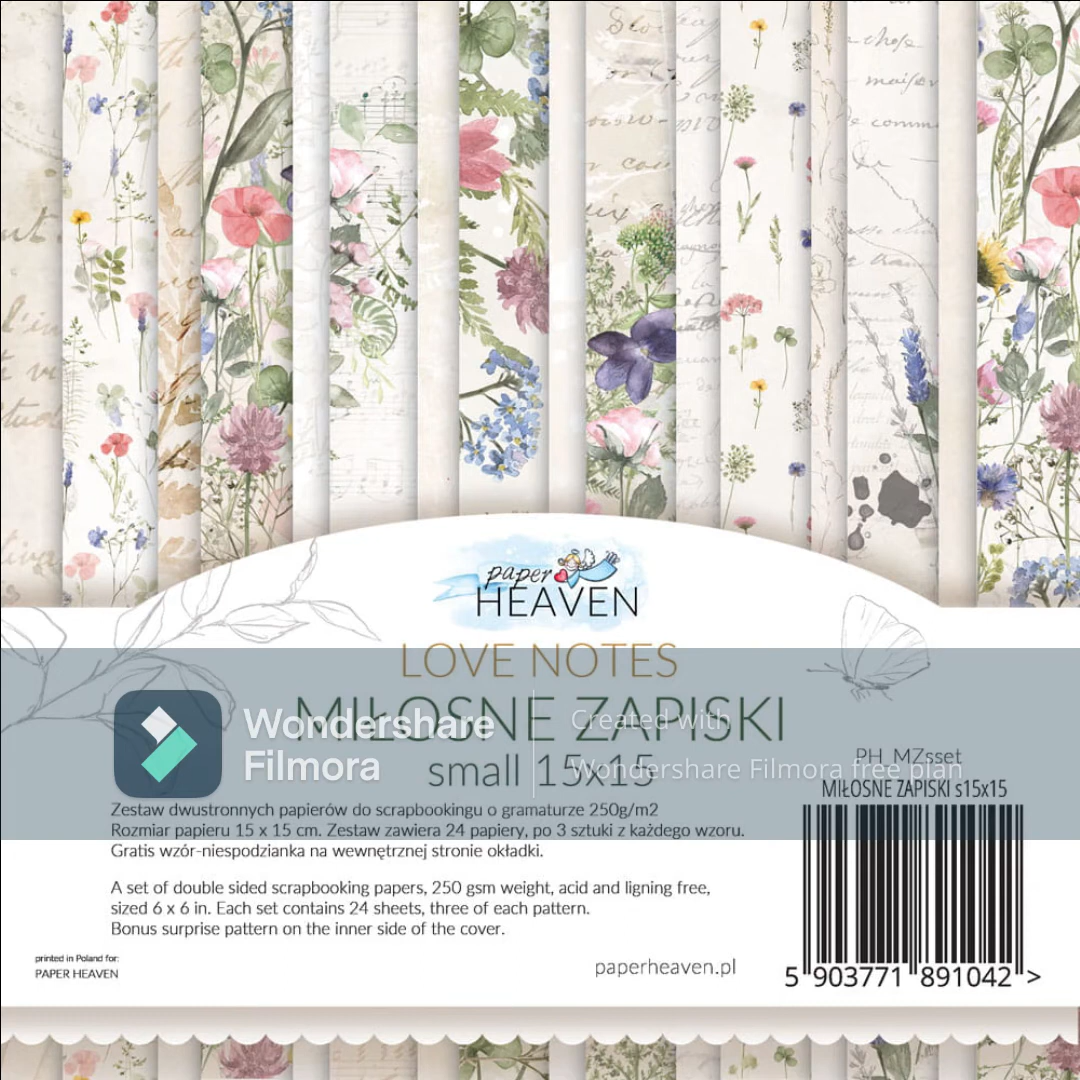 paper
HEAVEN
LOVE NOTES
MIŁOSNE ZAPISKI
small 15x15
Wondershare
Filmora
Created with
Wondershare Filmora free plan
PH_MZsset
MIŁOSNE ZAPISKI s15x15
Zestaw dwustronnych papierów do scrapbookingu o gramaturze 250g/m2
Rozmiar papieru 15 x 15 cm. Zestaw zawiera 24 papiery, po 3 sztuki z każdego wzoru.
Gratis wzór-niespodzianka na wewnętrznej stronie okładki.
A set of double sided scrapbooking papers, 250 gsm weight, acid and ligning free,
sized 6 x 6 in. Each set contains 24 sheets, three of each pattern.
Bonus surprise pattern on the inner side of the cover.
printed in Poland for:
PAPER HEAVEN
paperheaven.pl
5 903771 891042 >